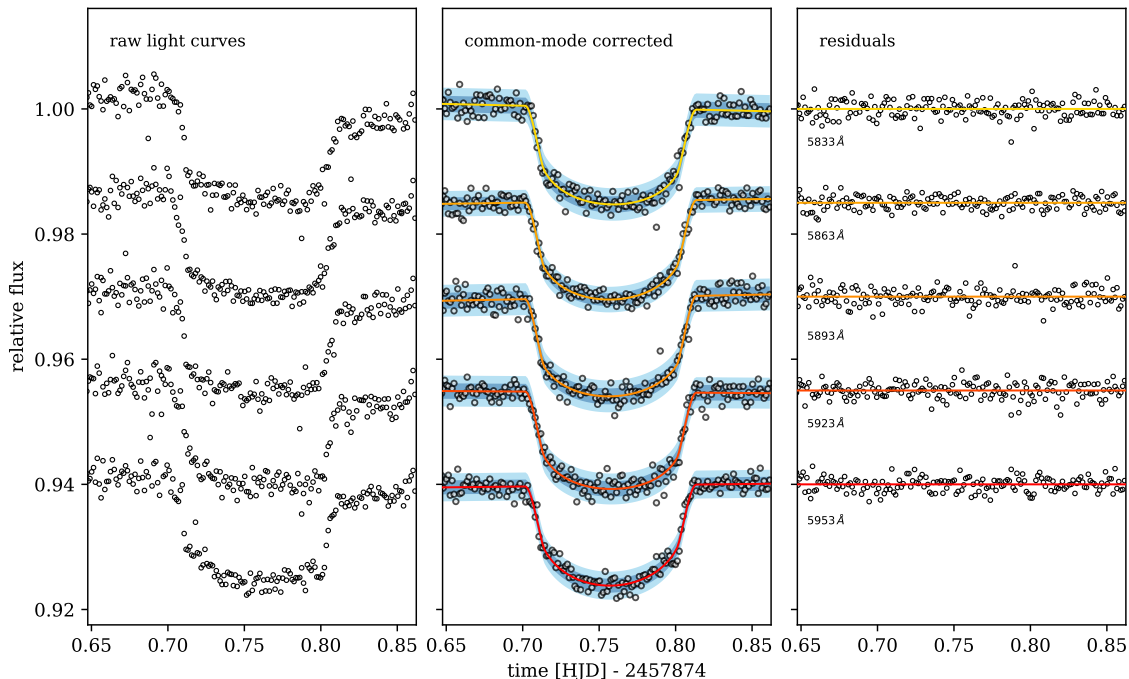 raw light curves
common-mode corrected
residuals
relative flux
1.00
0.98
0.96
0.94
0.92
5833Å
5863Å
5893Å
5923Å
5953Å
0.65 0.70 0.75 0.80 0.85
0.65 0.70 0.75 0.80 0.85
0.65 0.70 0.75 0.80 0.85
time [HJD] - 2457874